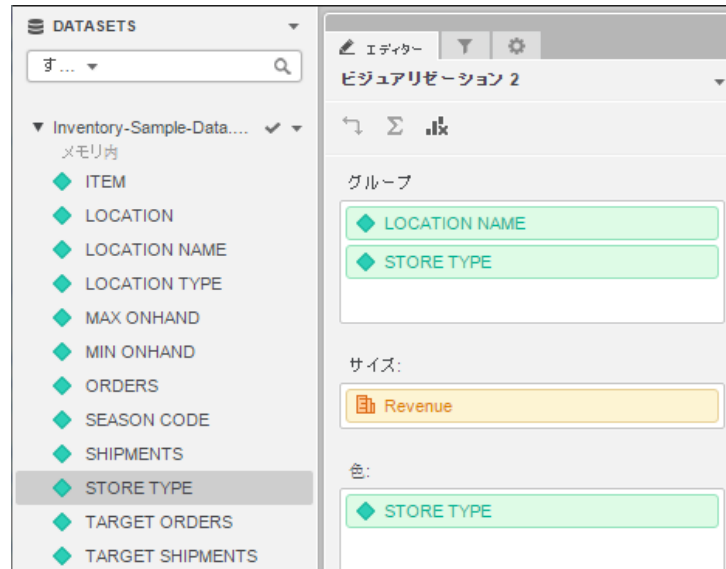 DATASETS
す...
Inventory-Sample-Data....
メモリ内
ITEM
LOCATION
LOCATION NAME
LOCATION TYPE
MAX ONHAND
MIN ONHAND
ORDERS
SEASON CODE
SHIPMENTS
STORE TYPE
TARGET ORDERS
TARGET SHIPMENTS
エディター
ビジュアリゼーション 2
グループ
LOCATION NAME
STORE TYPE
サイズ:
Revenue
色:
STORE TYPE